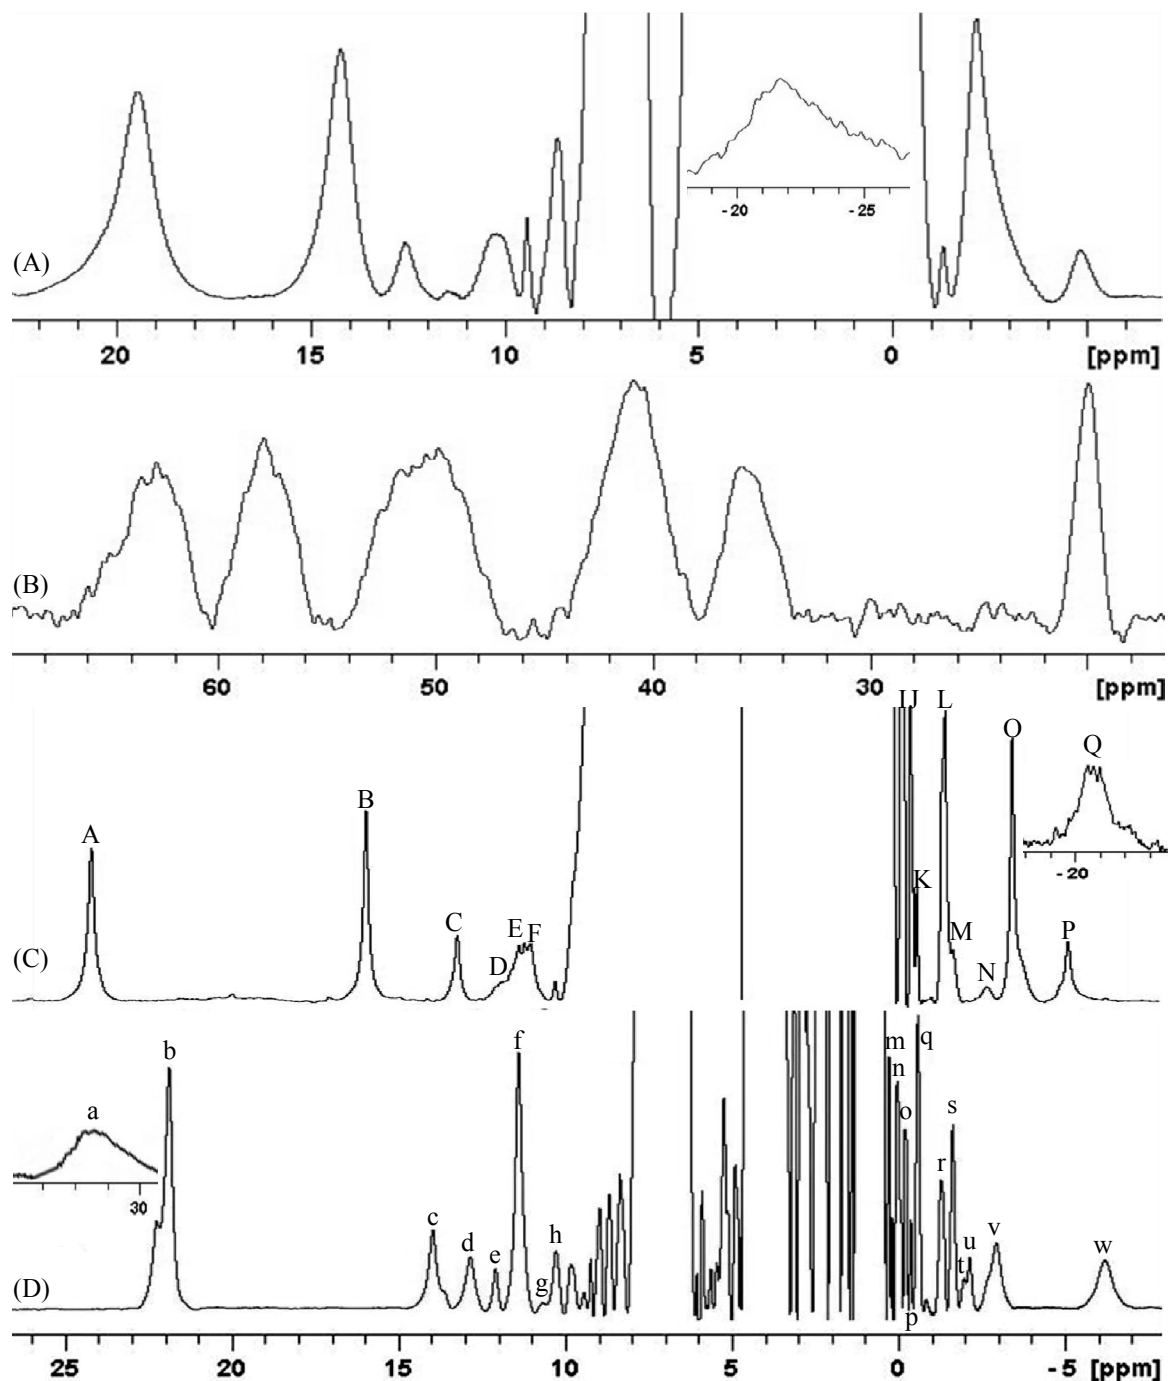 -20 -25
(A)
20 15 10 5 0 [ppm]
(B)
60 50 40 30 [ppm]
IJ L O Q
A B
C D E F
K M N P
-20
(C)
a b f
m n o q
r s
c d e g h
t u v w
p
30
(D)
25 20 15 10 5 0 -5 [ppm]